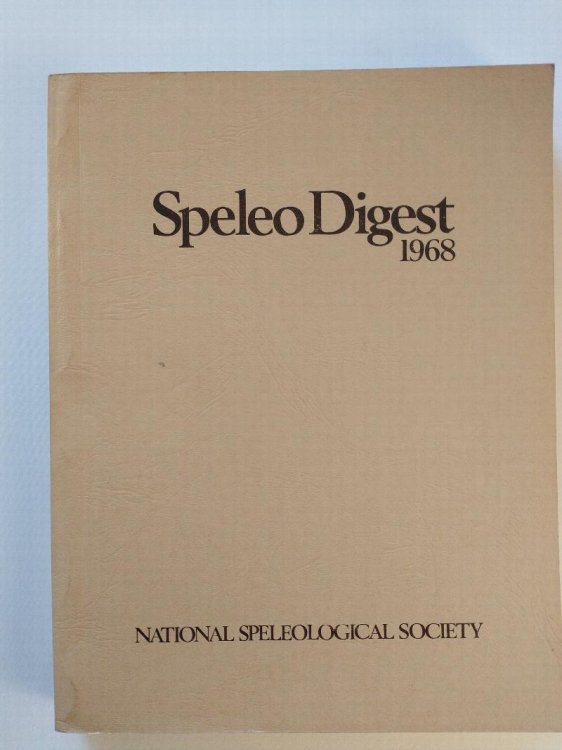 Speleo Digest
1968
NATIONAL SPELEOLOGICAL SOCIETY